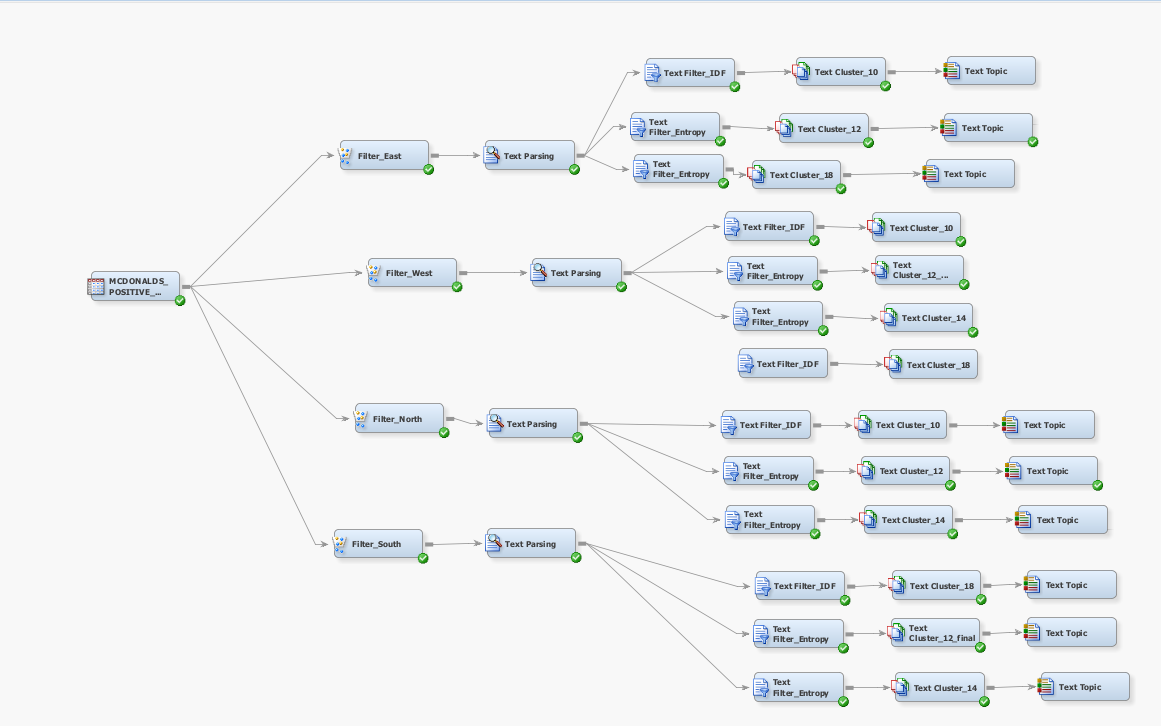 Text Filter_IDF
Text Cluster_10
Text Topic
Text
Filter_Entropy
Text Cluster_12
Text Topic
Filter_East
Text Parsing
Text
Filter_Entropy
Text Cluster_18
Text Topic
Text Filter_IDF
Text Cluster_10
MCDONALDS_
POSITIVE_...
Filter_West
Text Parsing
Text
Filter_Entropy
Text
Cluster_12_...
Text
Filter_Entropy
Text Cluster_14
Text Filter_IDF
Text Cluster_18
Filter_North
Text Parsing
Text Filter_IDF
Text Cluster_10
Text Topic
Text
Filter_Entropy
Text Cluster_12
Text Topic
Text
Filter_Entropy
Text Cluster_14
Text Topic
Filter_South
Text Parsing
Text Filter_IDF
Text Cluster_18
Text Topic
Text
Filter_Entropy
Text
Cluster_12_final
Text Topic
Text
Filter_Entropy
Text Cluster_14
Text Topic